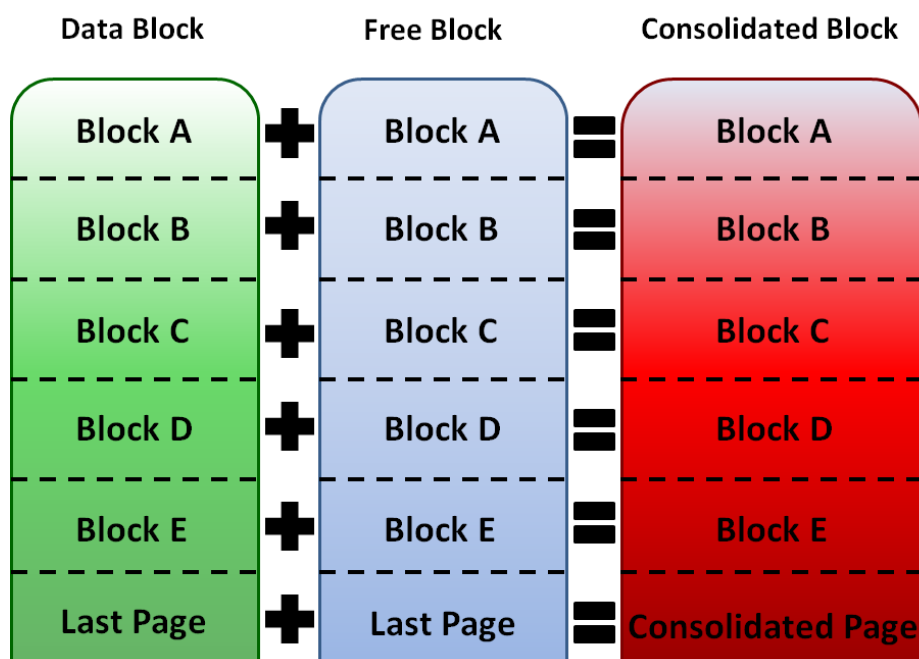 Data Block Free Block Consolidated Block
Block A + Block A = Block A
Block B + Block B = Block B
Block C + Block C = Block C
Block D + Block D = Block D
Block E + Block E = Block E
Last Page + Last Page = Consolidated Page